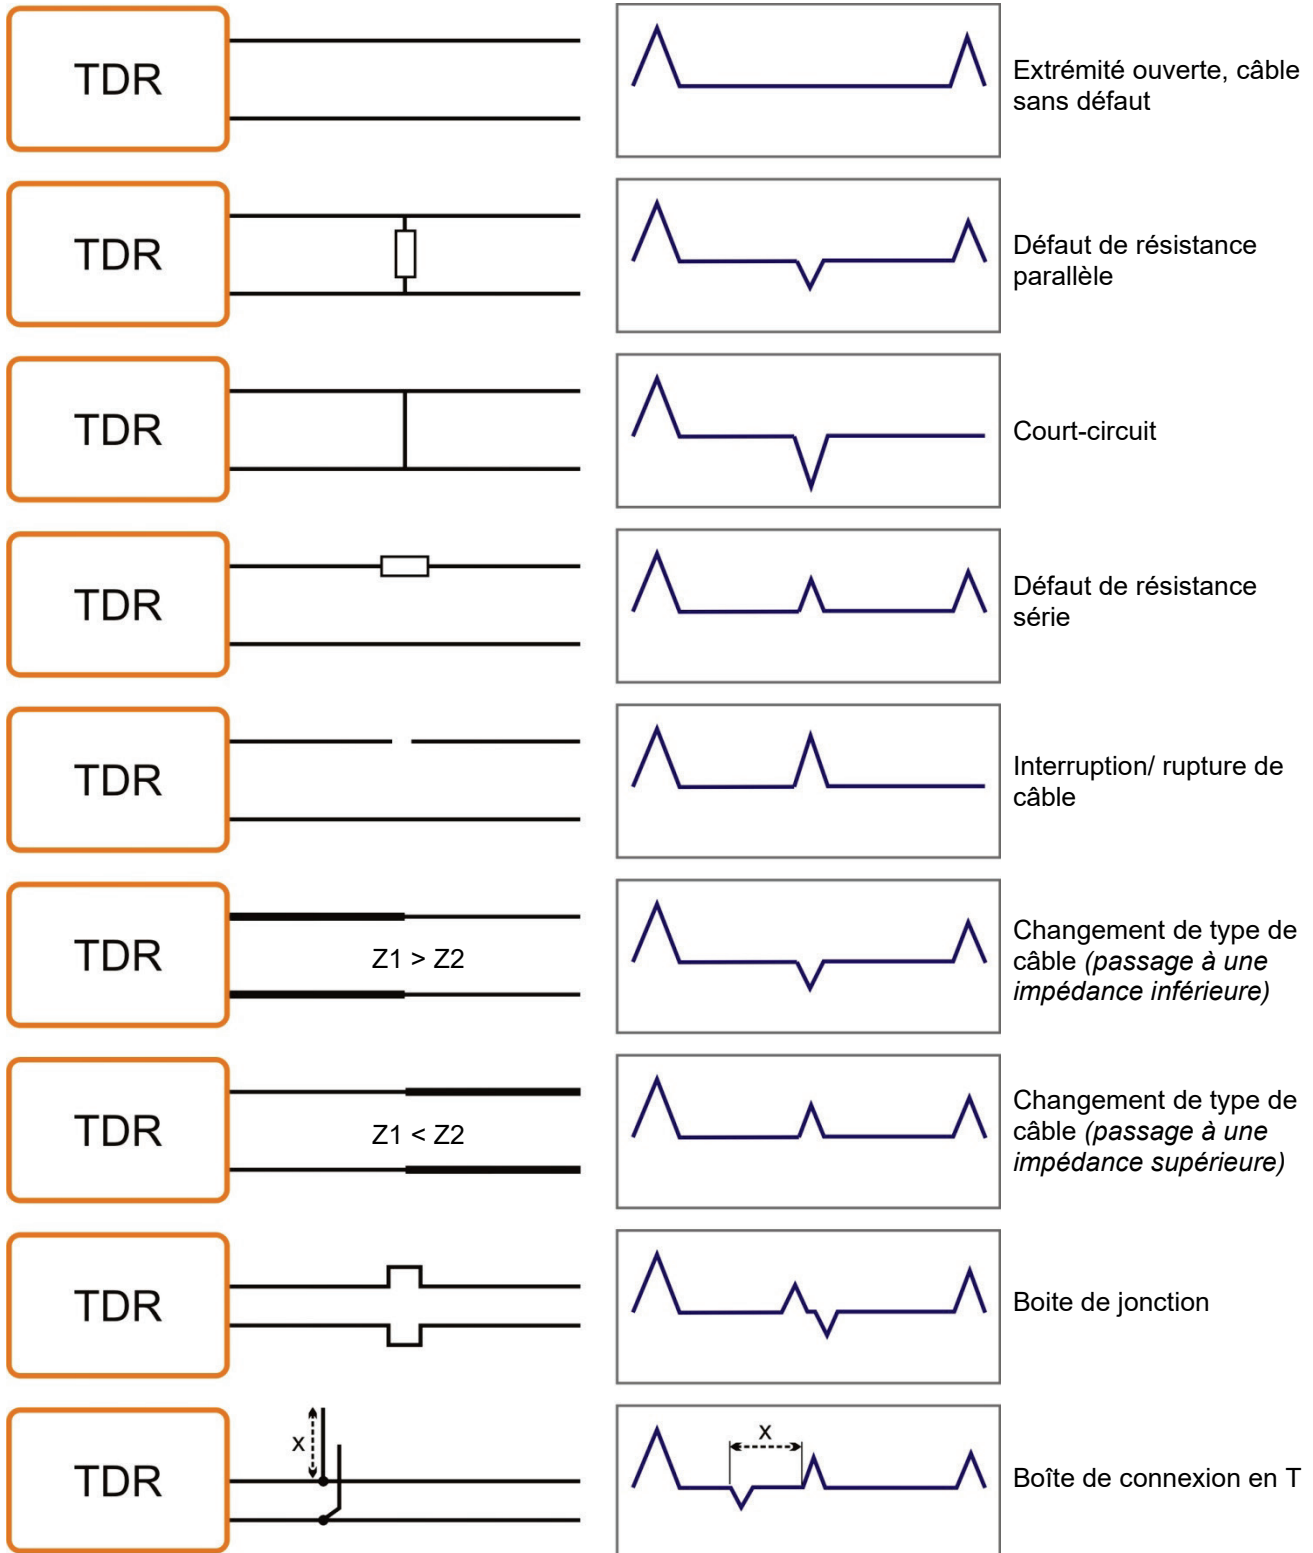 TDR
Extrémité ouverte, câble
sans défaut
TDR
Défaut de résistance
parallèle
TDR
Court-circuit
TDR
Défaut de résistance
série
TDR
Interruption/ rupture de
câble
TDR
Z1 > Z2
Changement de type de
câble (passage à une
impédance inférieure)
TDR
Z1 < Z2
Changement de type de
câble (passage à une
impédance supérieure)
TDR
Boite de jonction
TDR
x
x
Boîte de connexion en T